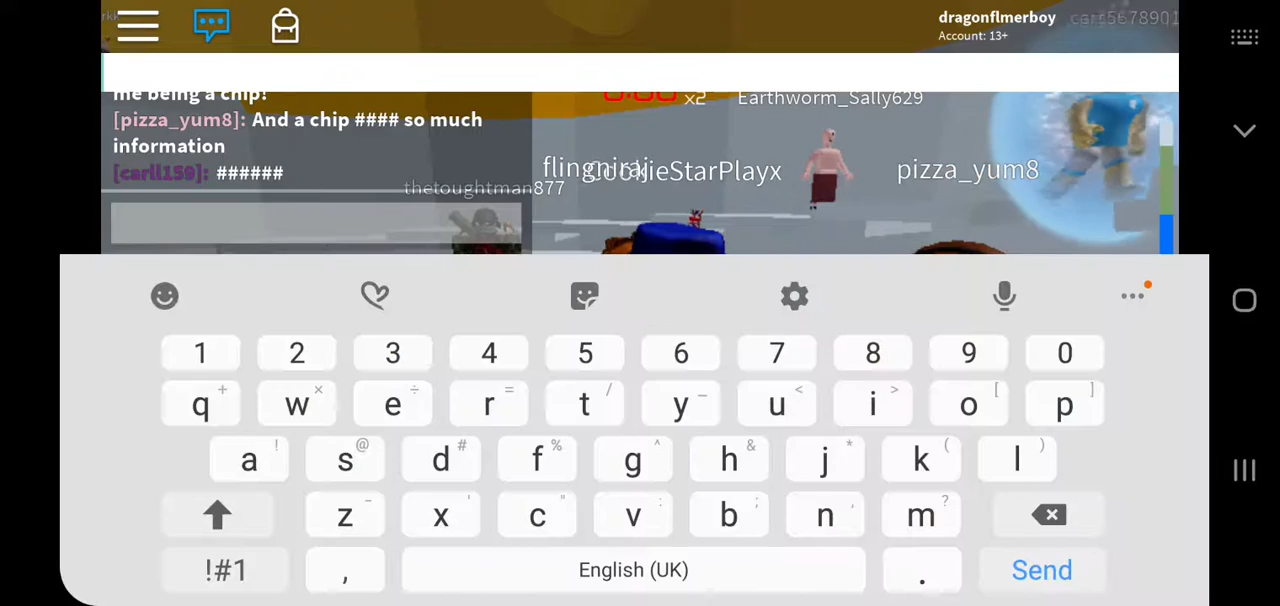 dragonflmerboy
Account: 13+
me being a chip!
[pizza_yum8]: And a chip #### so much
information
[carll159]: ######
x2
Earthworm_Sally629
CookieStarPlayx
pizza_yum8
thetoughtman877
1 2 3 4 5 6 7 8 9 0
q + w × e ÷ r = t / y _ u < i > o [ p ]
a ! s @ d # f % g ^ h & j * k ( l )
z - x ' c " v : b ; n , m ?
!#1 , English (UK) . Send